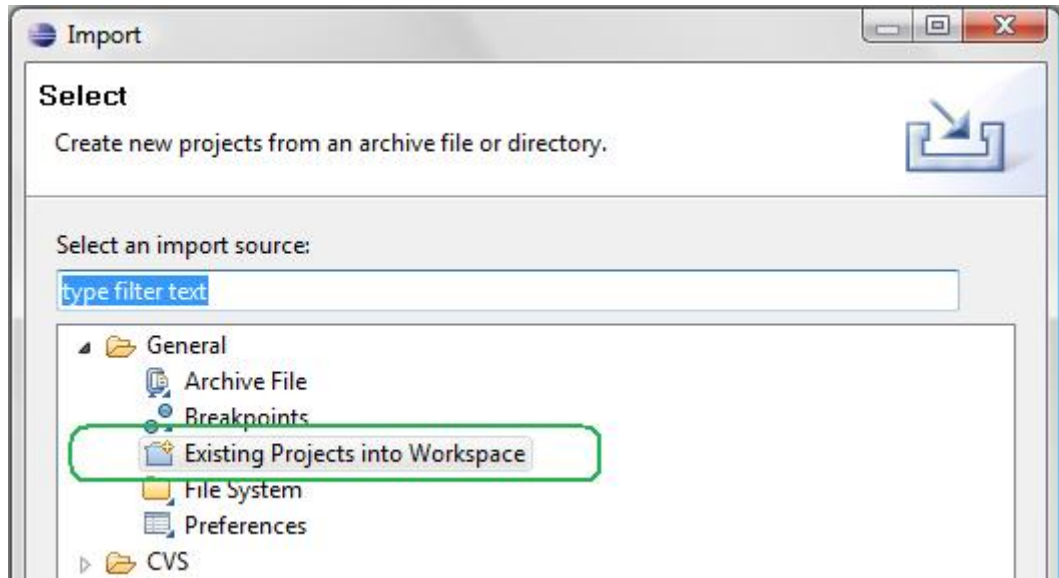 Import
Select
Create new projects from an archive file or directory.
Select an import source:
type filter text
General
Archive File
Breakpoints
Existing Projects into Workspace
File System
Preferences
CVS